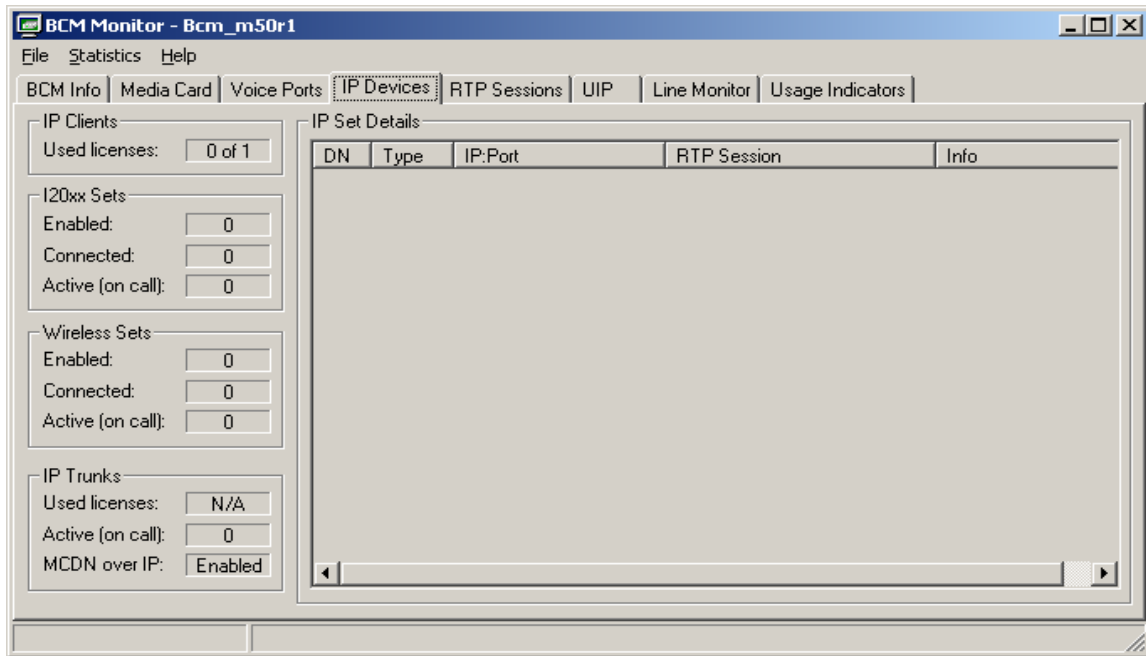 BCM Monitor - Bcm_m50r1
File Statistics Help
BCM Info Media Card Voice Ports IP Devices RTP Sessions UIP Line Monitor Usage Indicators
IP Clients
Used licenses: 0 of 1
I20xx Sets
Enabled: 0
Connected: 0
Active (on call): 0
Wireless Sets
Enabled: 0
Connected: 0
Active (on call): 0
IP Trunks
Used licenses: N/A
Active (on call): 0
MCDN over IP: Enabled
IP Set Details
DN Type IP:Port RTP Session Info